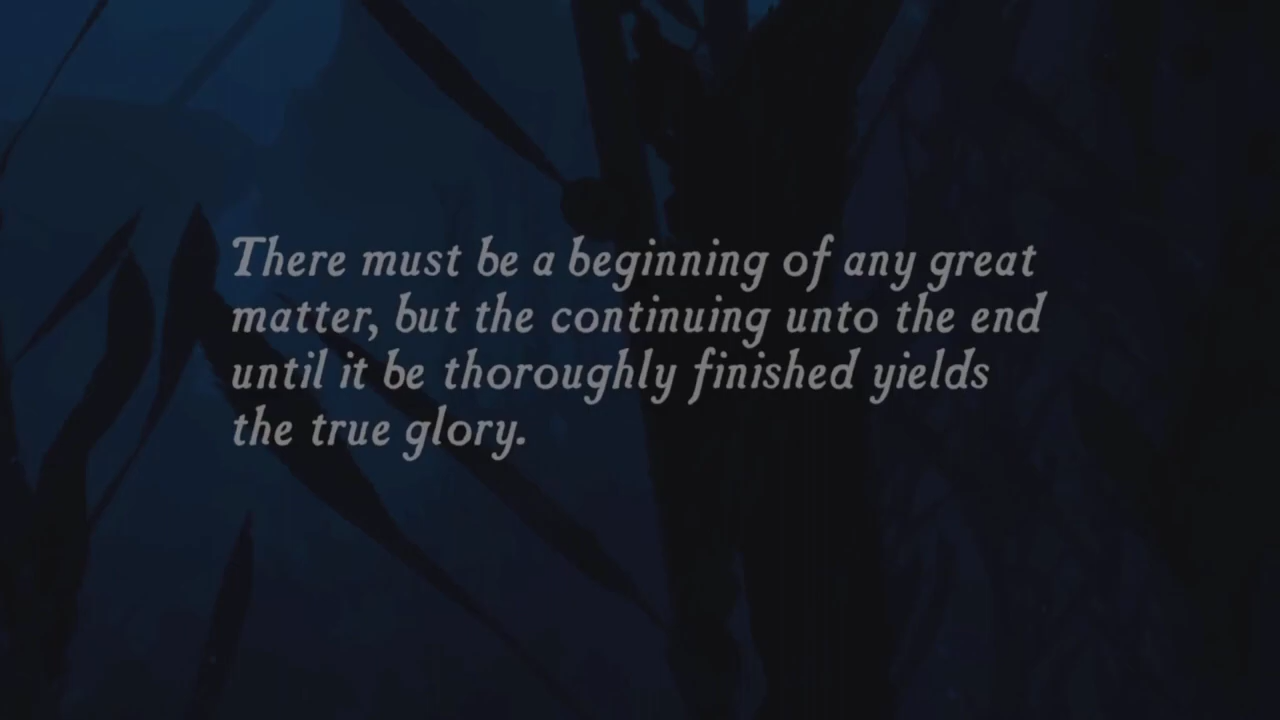 There must be a beginning of any great
matter, but the continuing unto the end
until it be thoroughly finished yields
the true glory.